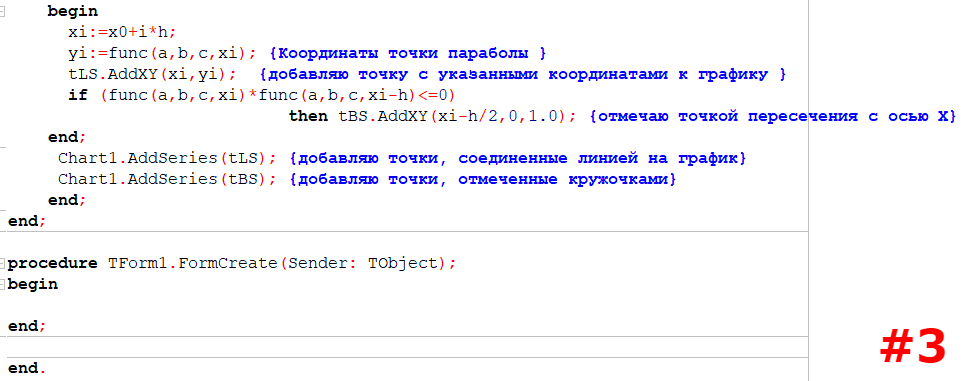 begin
xi:=x0+i*h;
yi:=func(a,b,c,xi); {Координаты точки параболы }
tLS.AddXY(xi,yi); {добавляю точку с указанными координатами к графику }
if (func(a,b,c,xi)*func(a,b,c,xi-h)<=0)
then tBS.AddXY(xi-h/2,0,1.0); {отмечаю точкой пересечения с осью X}
end;
Chart1.AddSeries(tLS); {добавляю точки, соединенные линией на график}
Chart1.AddSeries(tBS); {добавляю точки, отмеченные кружочками}
end;
end;
procedure TForm1.FormCreate(Sender: TObject);
begin
end;
end.
#3